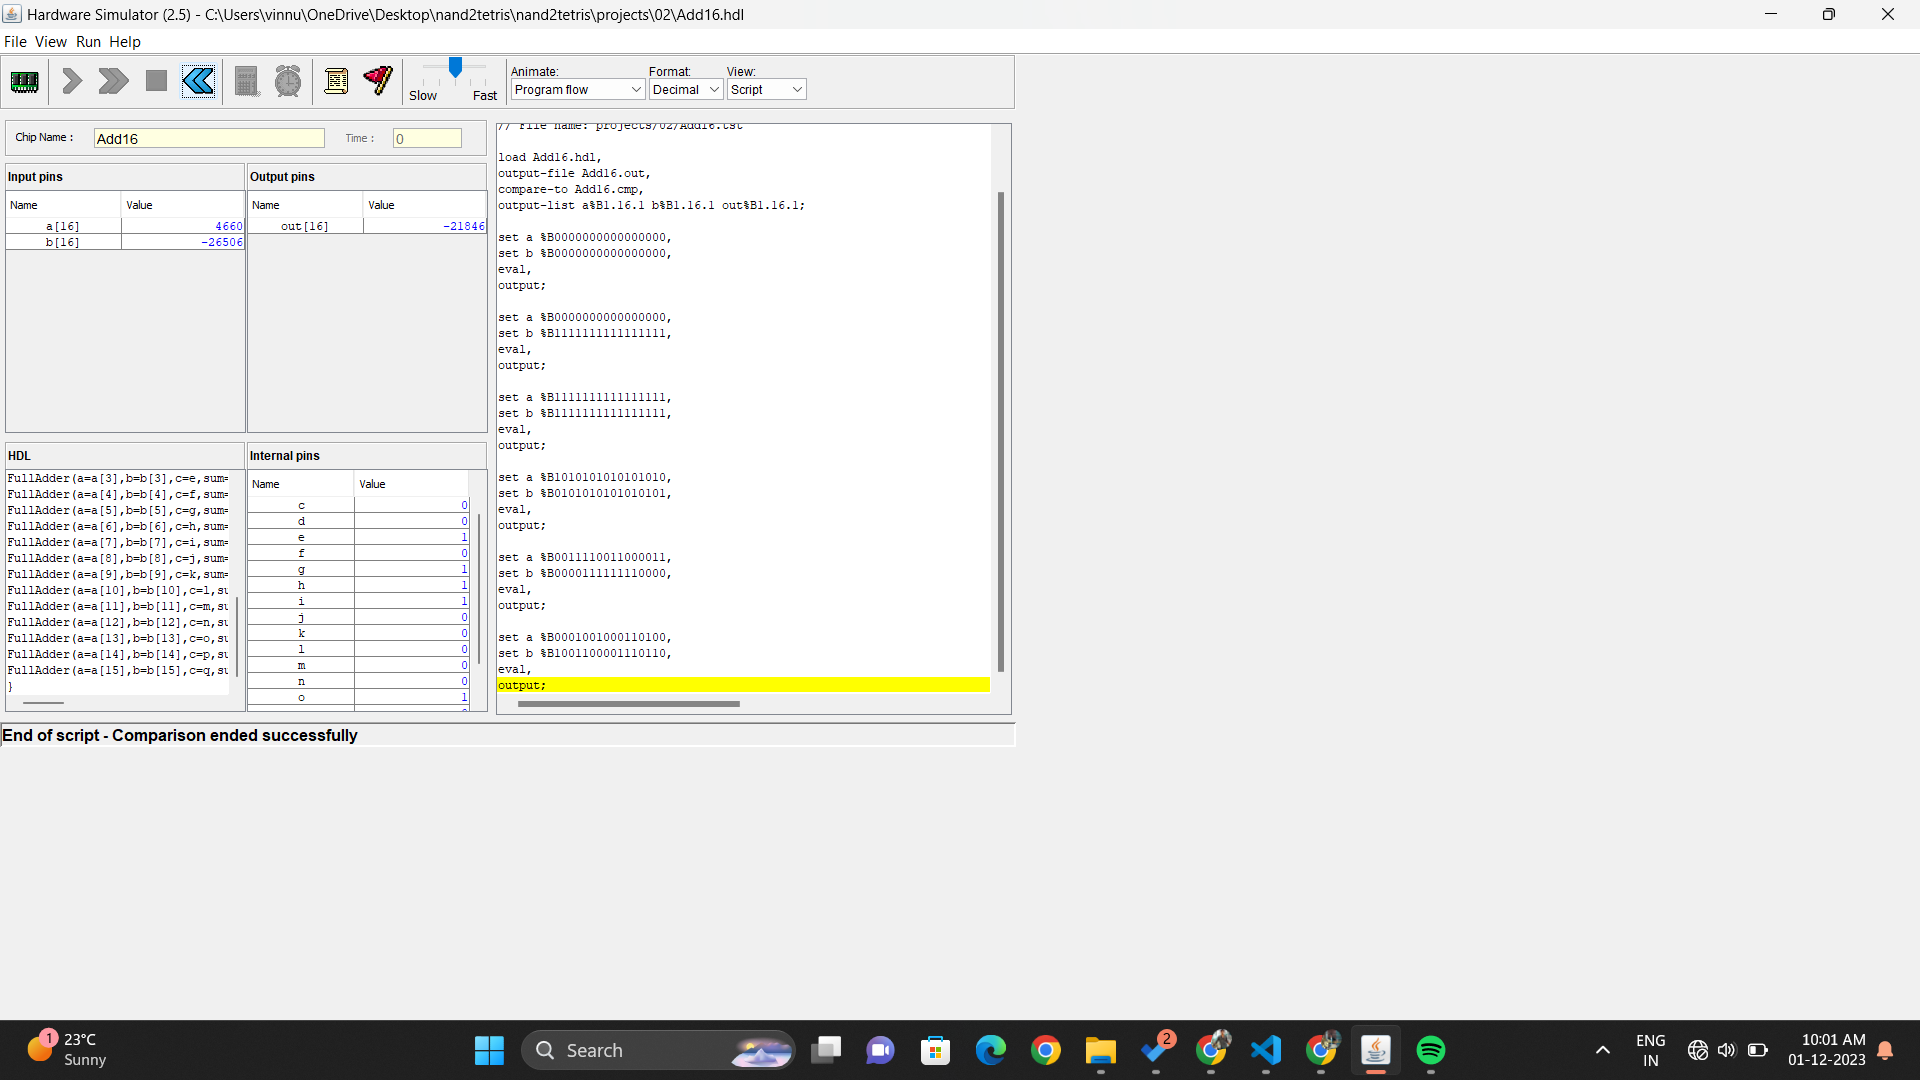 Hardware Simulator (2.5) - C:\Users\vinnu\OneDrive\Desktop\nand2tetris\nand2tetris\projects\02\Add16.hdl
File View Run Help
Slow Fast
Animate: Format: View:
Program flow Decimal Script
Chip Name : Add16 Time : 0
Input pins
Name Value
a[16] 4660
b[16] -26506
Output pins
Name Value
out[16] -21846
HDL
FullAdder(a=a[3],b=b[3],c=e,sum=
FullAdder(a=a[4],b=b[4],c=f,sum=
FullAdder(a=a[5],b=b[5],c=g,sum=
FullAdder(a=a[6],b=b[6],c=h,sum=
FullAdder(a=a[7],b=b[7],c=i,sum=
FullAdder(a=a[8],b=b[8],c=j,sum=
FullAdder(a=a[9],b=b[9],c=k,sum=
FullAdder(a=a[10],b=b[10],c=l,su
FullAdder(a=a[11],b=b[11],c=m,su
FullAdder(a=a[12],b=b[12],c=n,su
FullAdder(a=a[13],b=b[13],c=o,su
FullAdder(a=a[14],b=b[14],c=p,su
FullAdder(a=a[15],b=b[15],c=q,su
}
Internal pins
Name Value
c 0
d 0
e 1
f 0
g 1
h 1
i 1
j 0
k 0
l 0
m 0
n 0
o 1
// File name: projects/02/Add16.tst
load Add16.hdl,
output-file Add16.out,
compare-to Add16.cmp,
output-list a%B1.16.1 b%B1.16.1 out%B1.16.1;
set a %B0000000000000000,
set b %B0000000000000000,
eval,
output;
set a %B0000000000000000,
set b %B1111111111111111,
eval,
output;
set a %B1111111111111111,
set b %B1111111111111111,
eval,
output;
set a %B1010101010101010,
set b %B0101010101010101,
eval,
output;
set a %B0011110011000011,
set b %B0000111111110000,
eval,
output;
set a %B0001001000110100,
set b %B1001100001110110,
eval,
output;
End of script - Comparison ended successfully
1
23°C
Sunny
Search
2
ENG
IN
10:01 AM
01-12-2023